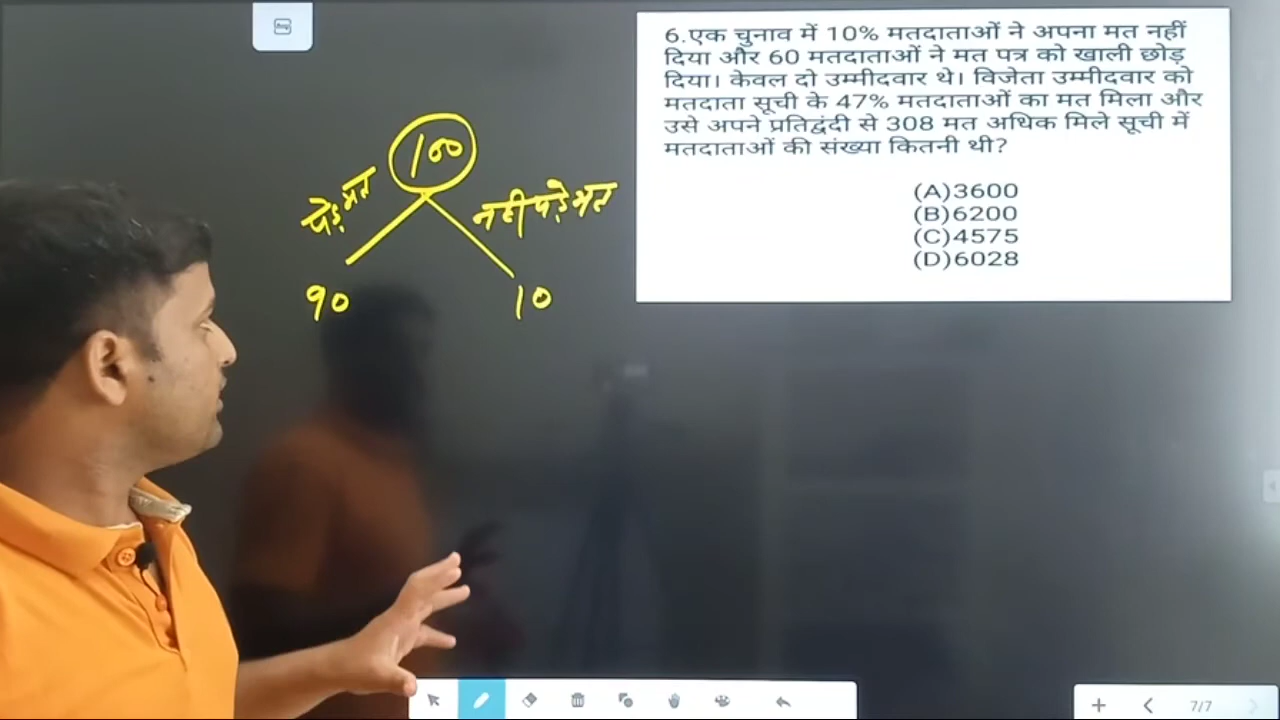 6.एक चुनाव में 10% मतदाताओं ने अपना मत नहीं
दिया और 60 मतदाताओं ने मत पत्र को खाली छोड़
दिया। केवल दो उम्मीदवार थे। विजेता उम्मीदवार को
मतदाता सूची के 47% मतदाताओं का मत मिला और
उसे अपने प्रतिद्वंदी से 308 मत अधिक मिले सूची में
मतदाताओं की संख्या कितनी थी?
(A)3600
(B)6200
(C)4575
(D)6028
100
पड़े मत
नही पड़े मत
90
10
7/7